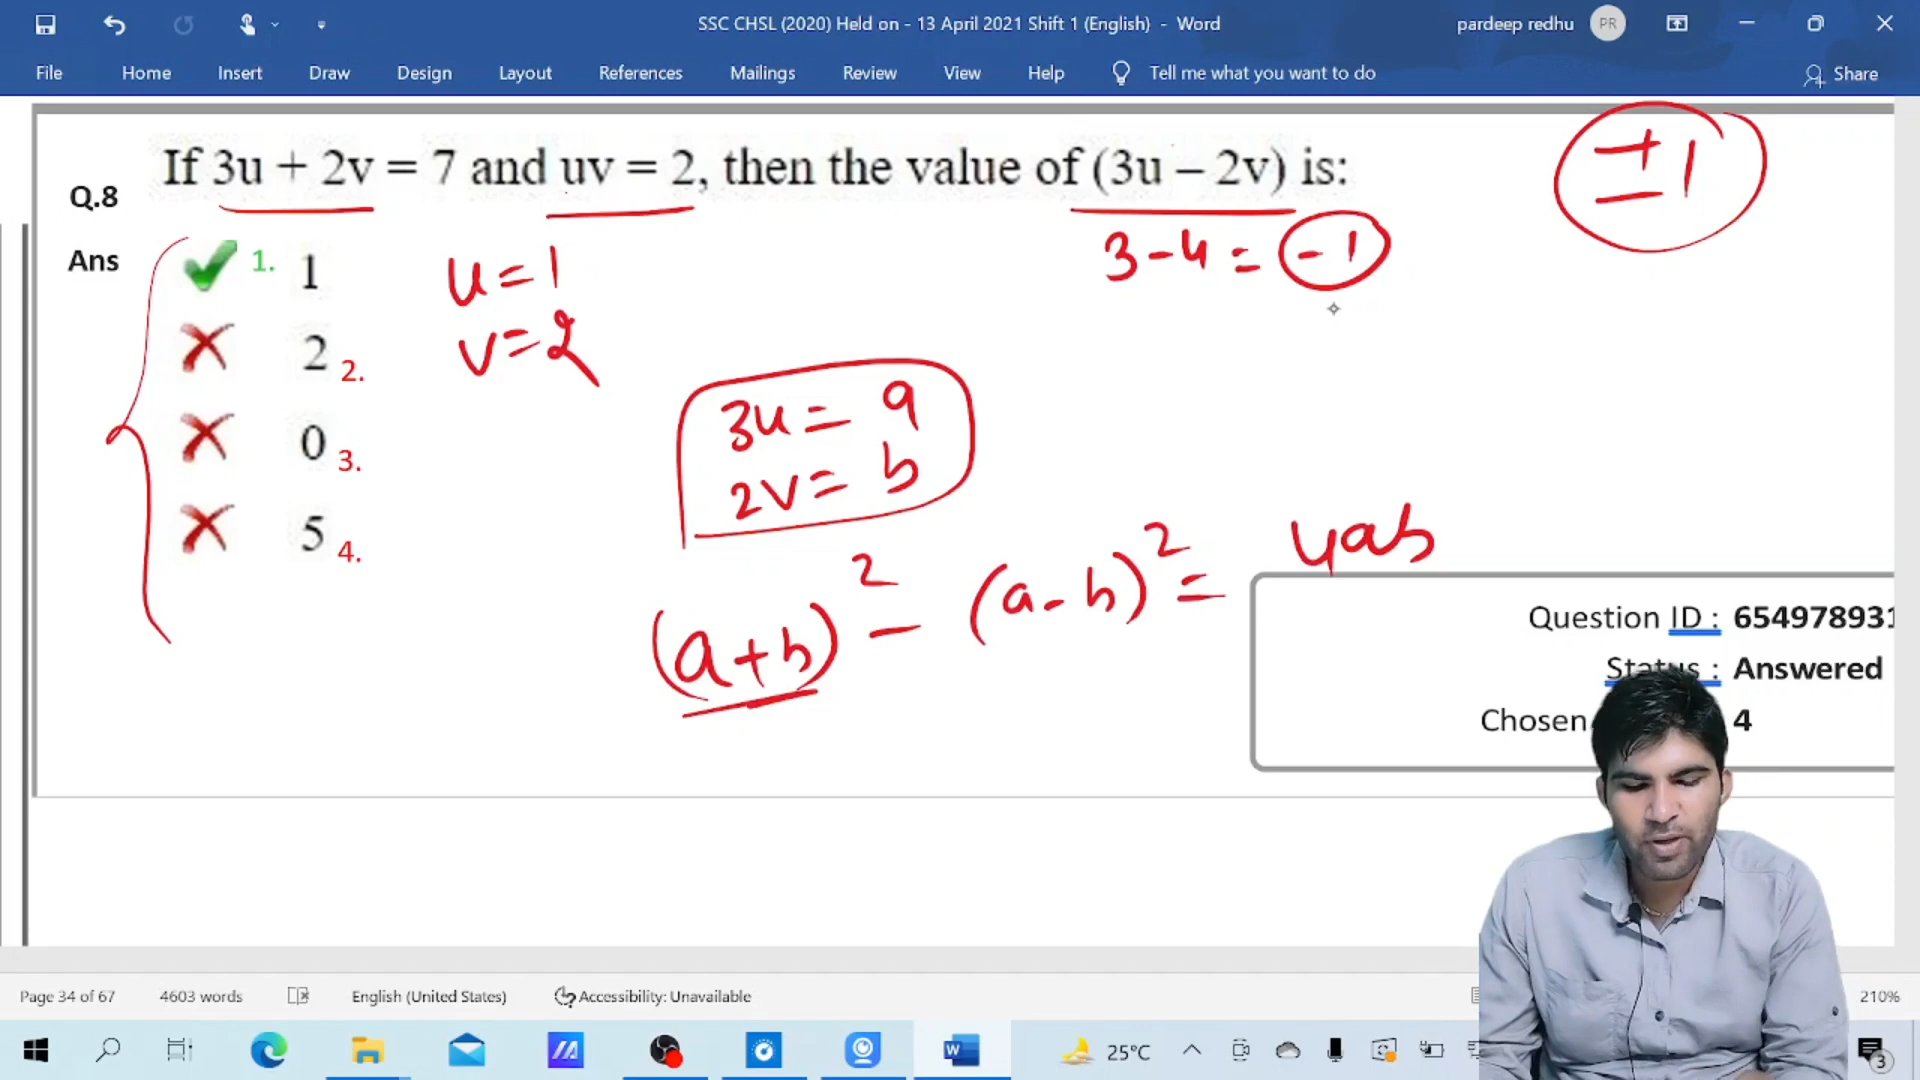 SSC CHSL (2020) Held on - 13 April 2021 Shift 1 (English) - Word
pardeep redhu PR
File Home Insert Draw Design Layout References Mailings Review View Help Tell me what you want to do Share
Q.8 If 3u + 2v = 7 and uv = 2, then the value of (3u – 2v) is:
±1
Ans 1. 1
2 2.
0 3.
5 4.
u = 1
v = 2
3 - 4 = -1
3u = a
2v = b
(a+b)² - (a-b)² = 4ab
Question ID : 654978931
Status : Answered
Chosen 4
Page 34 of 67 4603 words English (United States) Accessibility: Unavailable 210%
25°C 3